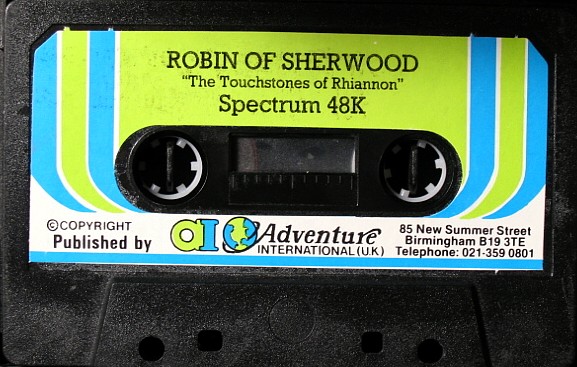 ROBIN OF SHERWOOD
"The Touchstones of Rhiannon"
Spectrum 48K
©COPYRIGHT
Published by
AI Adventure
INTERNATIONAL (U.K)
85 New Summer Street
Birmingham B19 3TE
Telephone: 021-359 0801